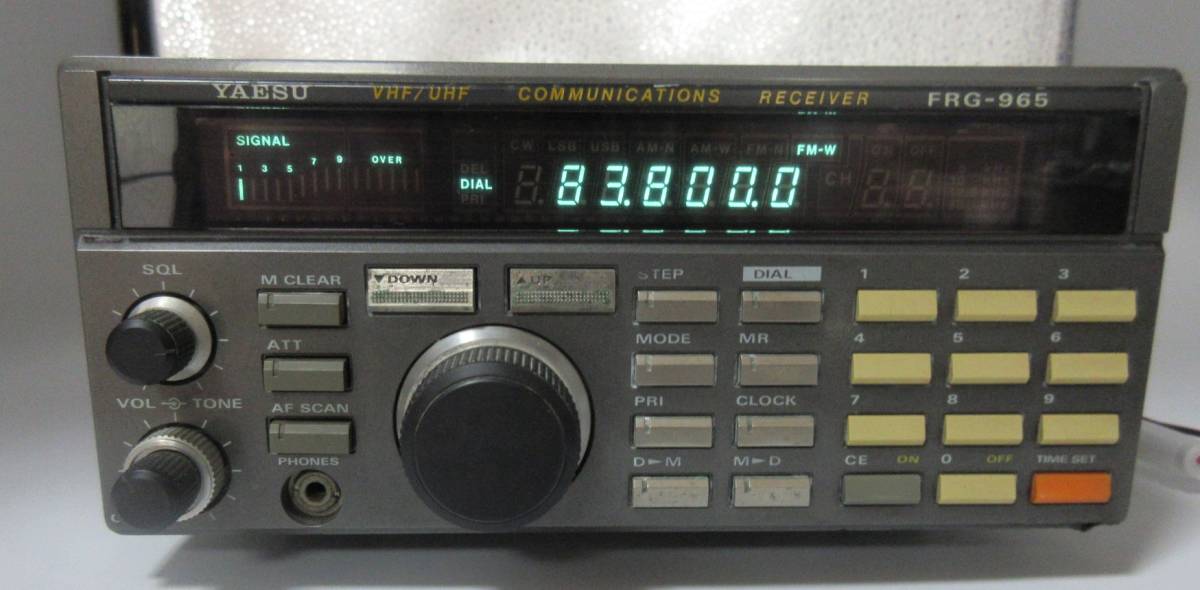 YAESU VHF/UHF COMMUNICATIONS RECEIVER FRG-965
SIGNAL
1 3 5 7 9 OVER
CW LSB USB AM-N AM-W FM-N FM-W ON OFF
DEL
DIAL 83.800.0 CH
PRI
SQL
M CLEAR ▼DOWN ▲UP STEP DIAL 1 2 3
ATT MODE MR 4 5 6
VOL TONE AF SCAN PRI CLOCK 7 8 9
PHONES D►M M►D CE ON 0 OFF TIME SET